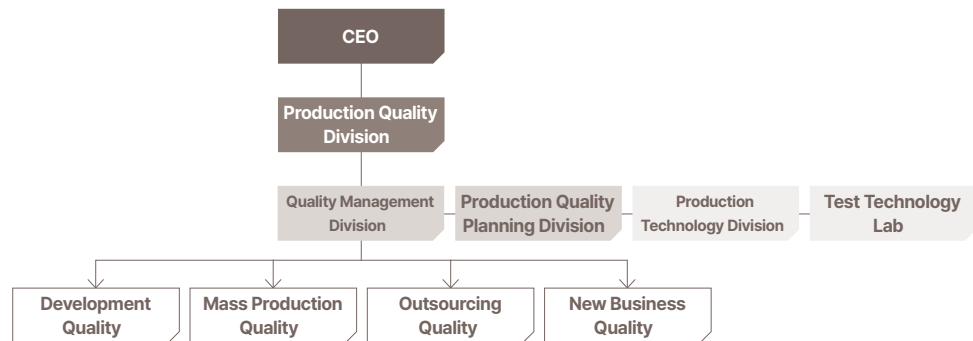 CEO
Production Quality
Division
Quality Management
Division
Production Quality
Planning Division
Production
Technology Division
Test Technology
Lab
Development
Quality
Mass Production
Quality
Outsourcing
Quality
New Business
Quality